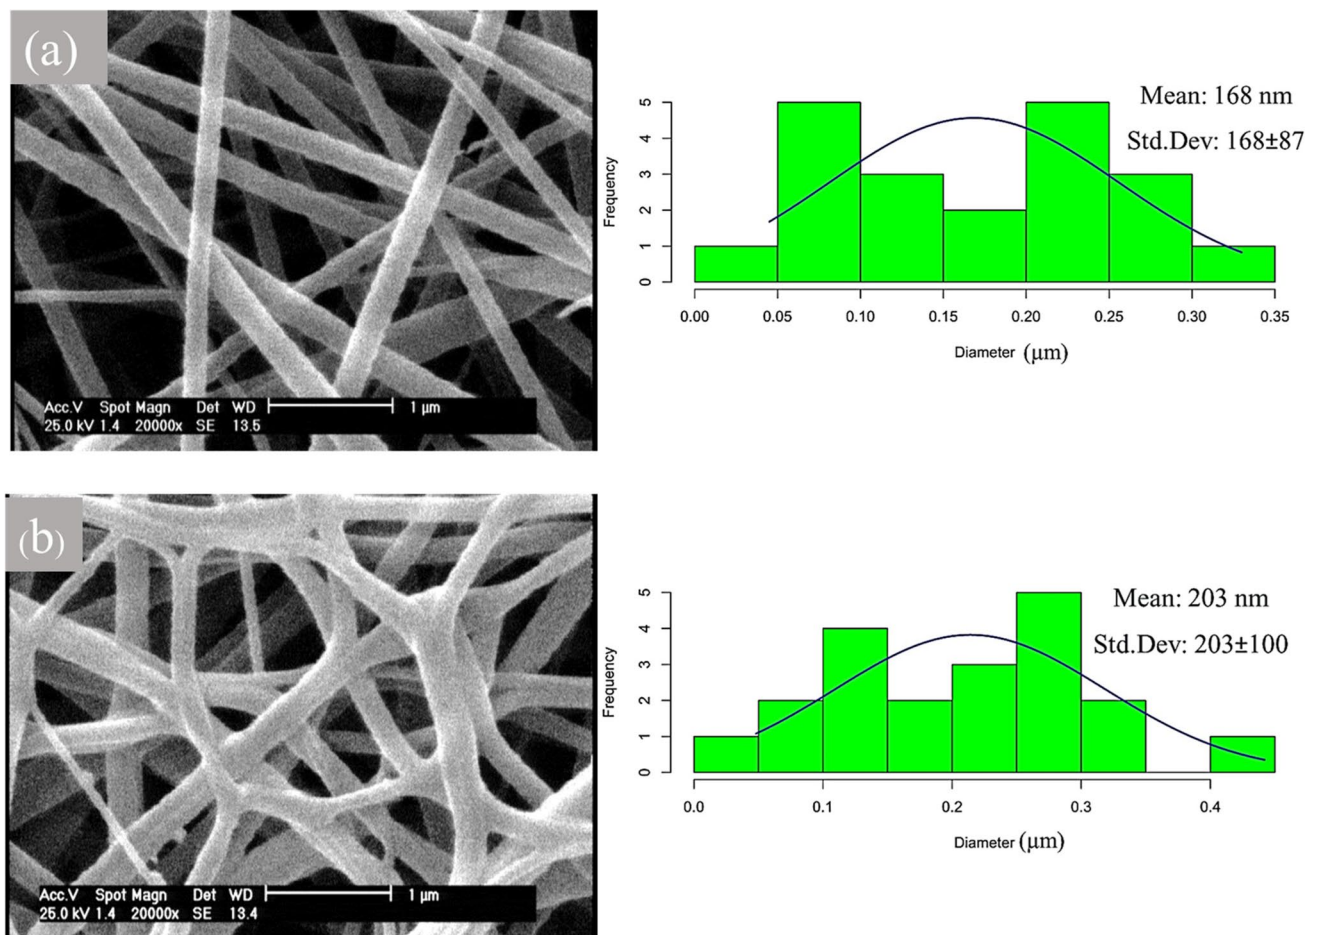 (a)
Acc.V Spot Magn Det WD 1 μm
25.0 kV 1.4 20000x SE 13.5
Mean: 168 nm
Std.Dev: 168±87
Frequency
5
4
3
2
1
0
0.00 0.05 0.10 0.15 0.20 0.25 0.30 0.35
Diameter (μm)
(b)
Acc.V Spot Magn Det WD 1 μm
25.0 kV 1.4 20000x SE 13.4
Mean: 203 nm
Std.Dev: 203±100
Frequency
5
4
3
2
1
0
0.0 0.1 0.2 0.3 0.4
Diameter (μm)